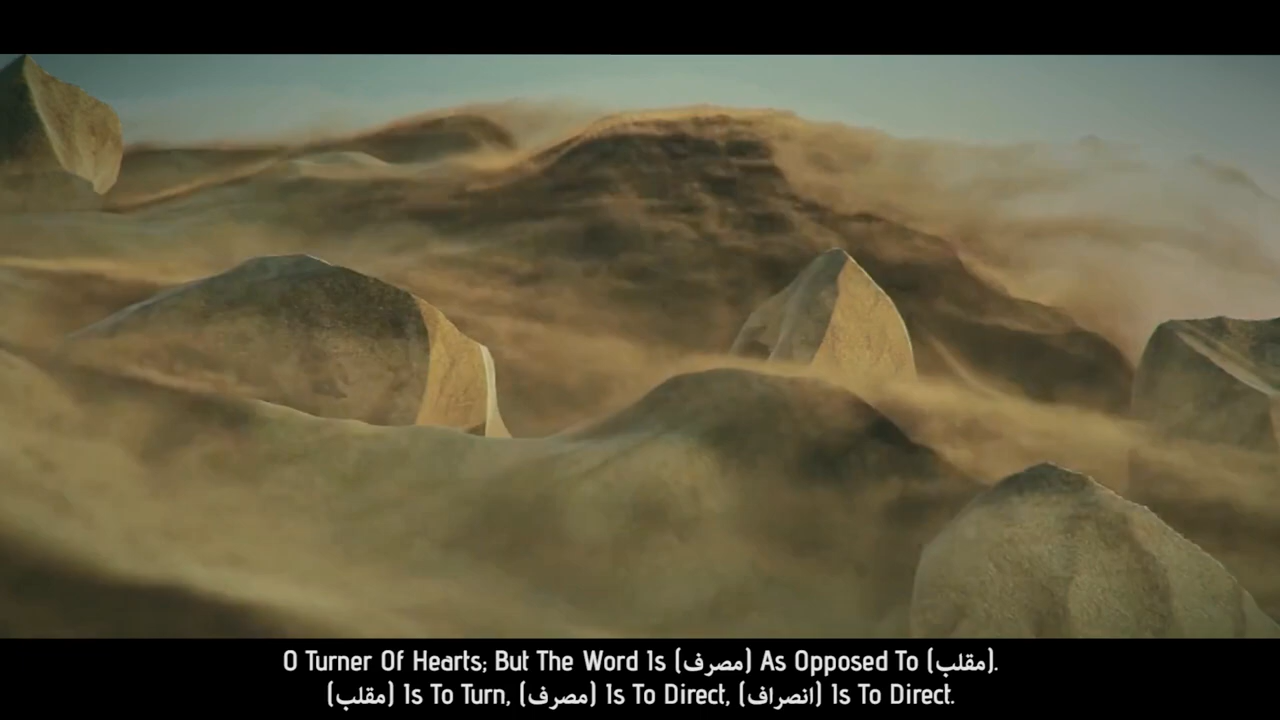 O Turner Of Hearts; But The Word Is (مصرف) As Opposed To (مقلب).
(مقلب) Is To Turn, (مصرف) Is To Direct, (انصراف) Is To Direct.